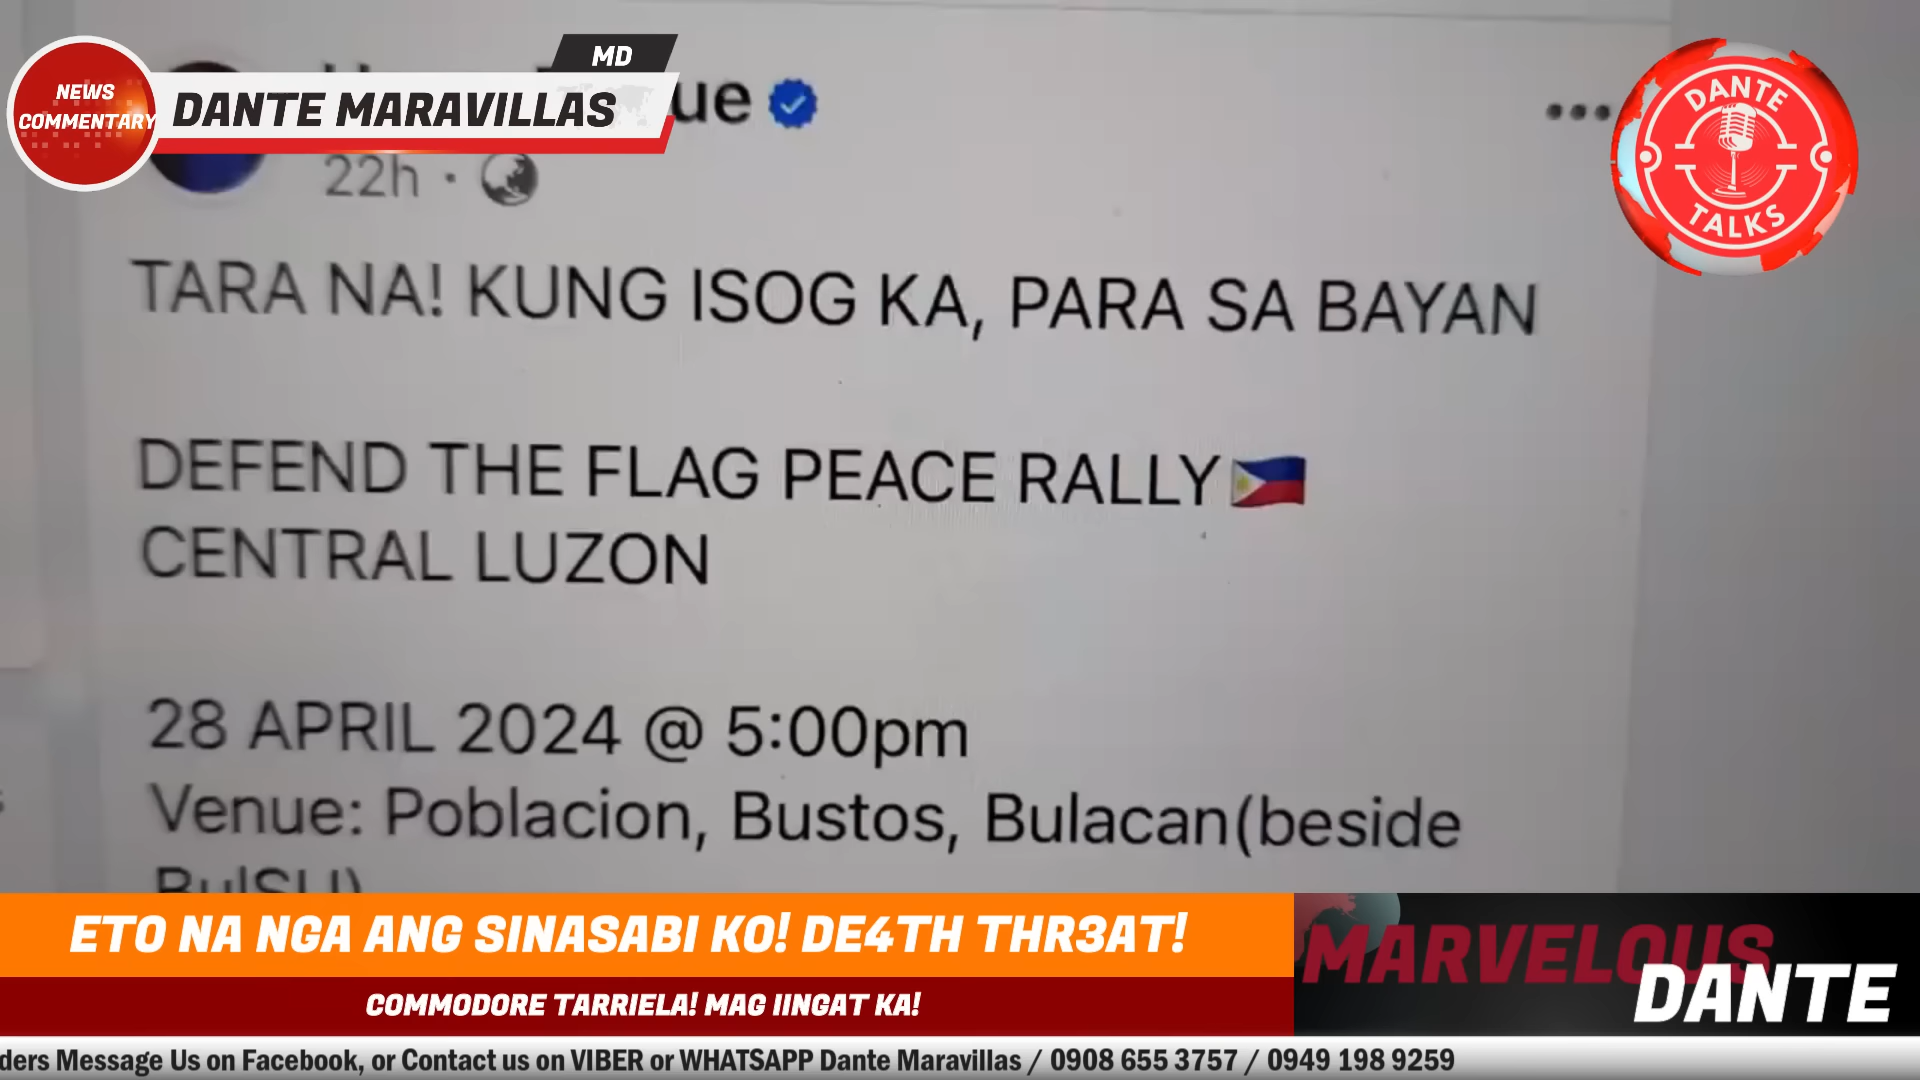 MD
NEWS
COMMENTARY
DANTE MARAVILLAS
ue
22h
DANTE
TALKS
TARA NA! KUNG ISOG KA, PARA SA BAYAN
DEFEND THE FLAG PEACE RALLY🇵🇭
CENTRAL LUZON
28 APRIL 2024 @ 5:00pm
Venue: Poblacion, Bustos, Bulacan(beside
BulSU)
ETO NA NGA ANG SINASABI KO! DE4TH THR3AT!
COMMODORE TARRIELA! MAG IINGAT KA!
MARVELOUS
DANTE
ders Message Us on Facebook, or Contact us on VIBER or WHATSAPP Dante Maravillas / 0908 655 3757 / 0949 198 9259